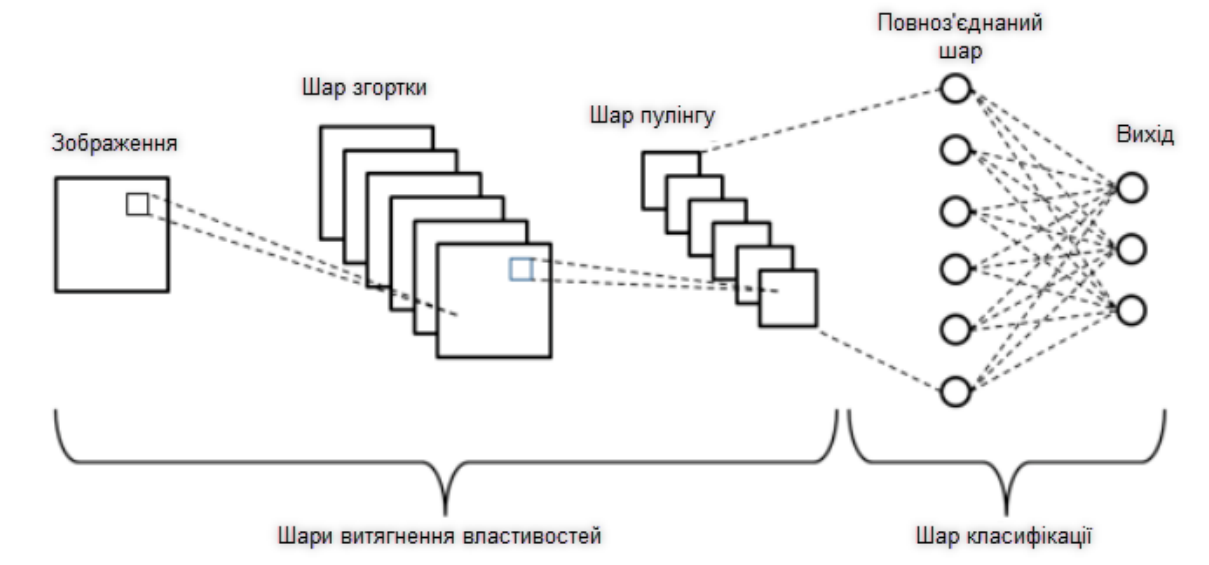 Повноз'єднаний
шар
Шар згортки
Шар пулінгу
Зображення
Вихід
Шари витягнення властивостей
Шар класифікації